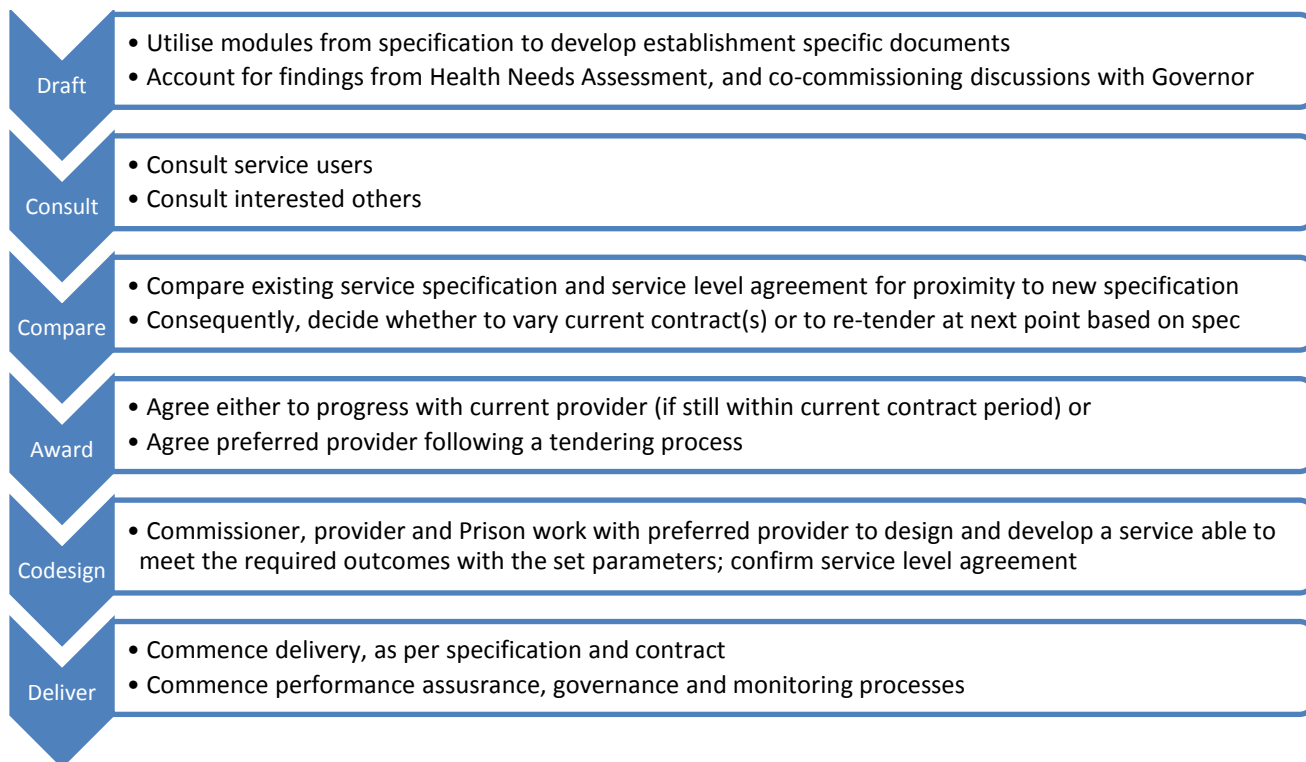 Draft
• Utilise modules from specification to develop establishment specific documents
• Account for findings from Health Needs Assessment, and co-commissioning discussions with Governor
Consult
• Consult service users
• Consult interested others
Compare
• Compare existing service specification and service level agreement for proximity to new specification
• Consequently, decide whether to vary current contract(s) or to re-tender at next point based on spec
Award
• Agree either to progress with current provider (if still within current contract period) or
• Agree preferred provider following a tendering process
Codesign
• Commissioner, provider and Prison work with preferred provider to design and develop a service able to
meet the required outcomes with the set parameters; confirm service level agreement
Deliver
• Commence delivery, as per specification and contract
• Commence performance assusrance, governance and monitoring processes